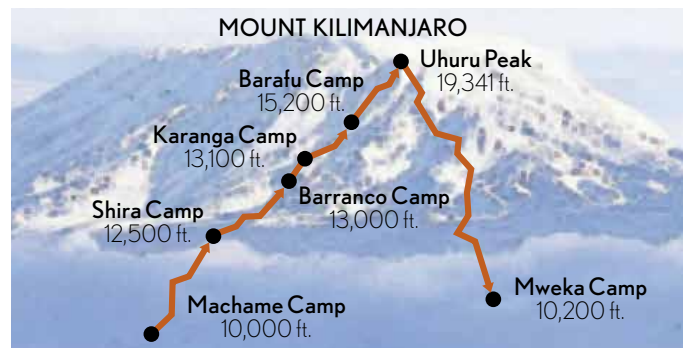 MOUNT KILIMANJARO
Uhuru Peak
19,341 ft.
Barafu Camp
15,200 ft.
Karanga Camp
13,100 ft.
Barranco Camp
13,000 ft.
Shira Camp
12,500 ft.
Mweka Camp
10,200 ft.
Machame Camp
10,000 ft.